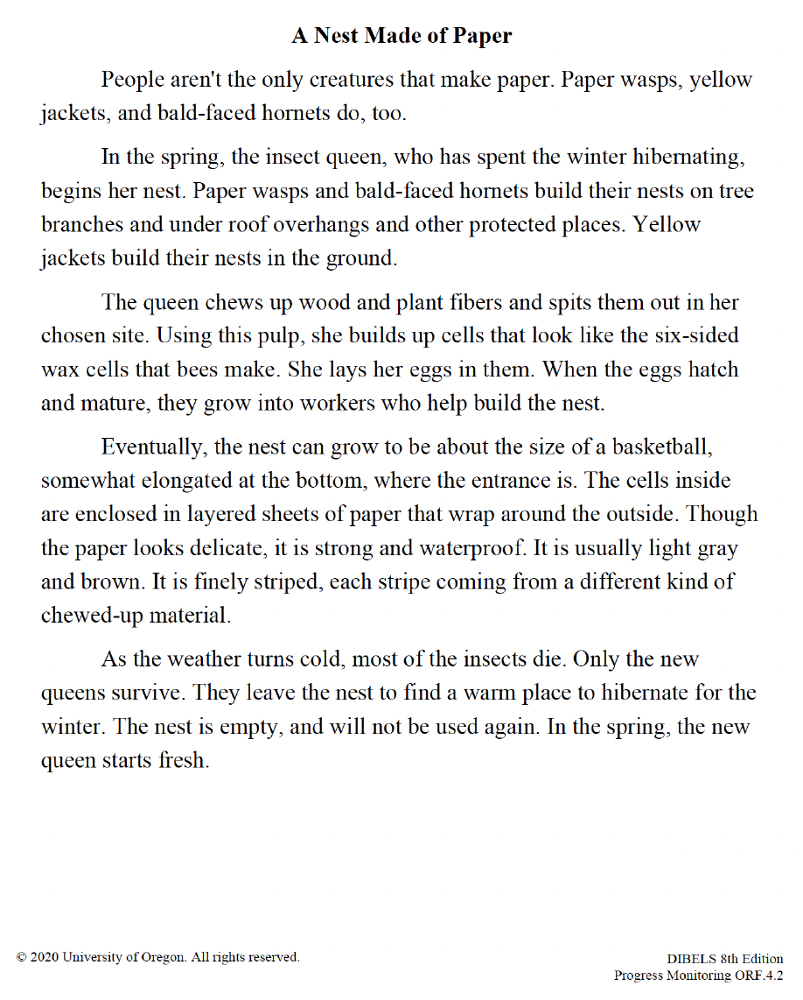 A Nest Made of Paper
People aren't the only creatures that make paper. Paper wasps, yellow
jackets, and bald-faced hornets do, too.
In the spring, the insect queen, who has spent the winter hibernating,
begins her nest. Paper wasps and bald-faced hornets build their nests on tree
branches and under roof overhangs and other protected places. Yellow
jackets build their nests in the ground.
The queen chews up wood and plant fibers and spits them out in her
chosen site. Using this pulp, she builds up cells that look like the six-sided
wax cells that bees make. She lays her eggs in them. When the eggs hatch
and mature, they grow into workers who help build the nest.
Eventually, the nest can grow to be about the size of a basketball,
somewhat elongated at the bottom, where the entrance is. The cells inside
are enclosed in layered sheets of paper that wrap around the outside. Though
the paper looks delicate, it is strong and waterproof. It is usually light gray
and brown. It is finely striped, each stripe coming from a different kind of
chewed-up material.
As the weather turns cold, most of the insects die. Only the new
queens survive. They leave the nest to find a warm place to hibernate for the
winter. The nest is empty, and will not be used again. In the spring, the new
queen starts fresh.
© 2020 University of Oregon. All rights reserved.
DIBELS 8th Edition
Progress Monitoring ORF.4.2